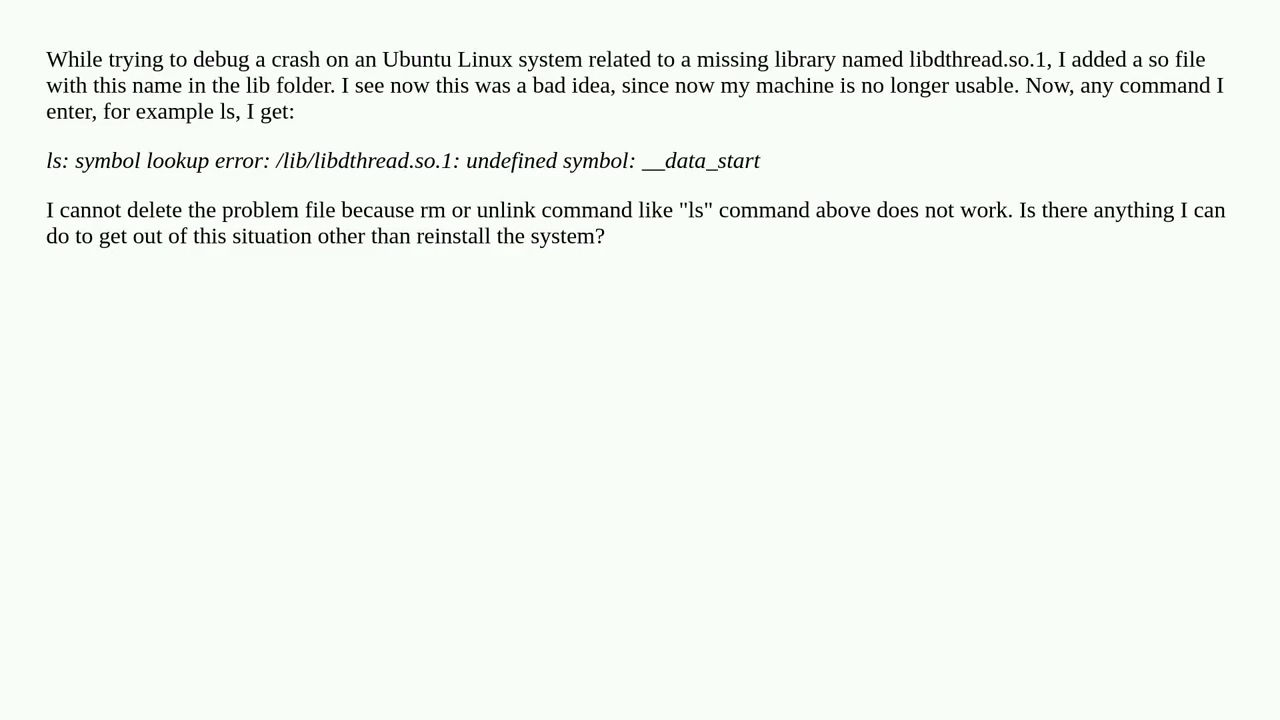 While trying to debug a crash on an Ubuntu Linux system related to a missing library named libdthread.so.1, I added a so file
with this name in the lib folder. I see now this was a bad idea, since now my machine is no longer usable. Now, any command I
enter, for example ls, I get:
ls: symbol lookup error: /lib/libdthread.so.1: undefined symbol: __data_start
I cannot delete the problem file because rm or unlink command like "ls" command above does not work. Is there anything I can
do to get out of this situation other than reinstall the system?